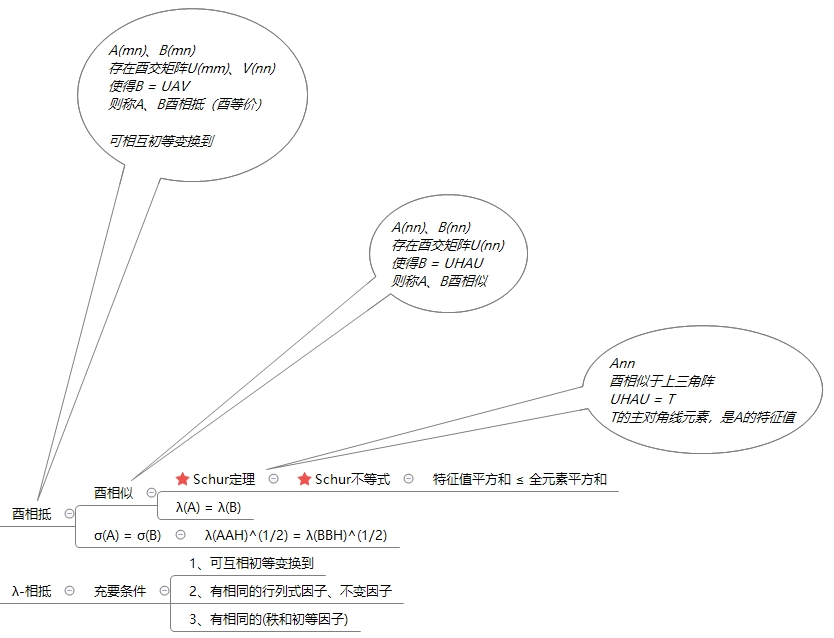 A(mn)、B(mn)
存在酉交矩阵U(mm)、V(nn)
使得B = UAV
则称A、B酉相抵（酉等价）
可相互初等变换到
A(nn)、B(nn)
存在酉交矩阵U(nn)
使得B = UHAU
则称A、B酉相似
Ann
酉相似于上三角阵
UHAU = T
T的主对角线元素，是A的特征值
Schur定理
Schur不等式
特征值平方和 ≤ 全元素平方和
酉相似
λ(A) = λ(B)
酉相抵
σ(A) = σ(B)
λ(AAH)^(1/2) = λ(BBH)^(1/2)
1、可互相初等变换到
λ-相抵
充要条件
2、有相同的行列式因子、不变因子
3、有相同的(秩和初等因子)